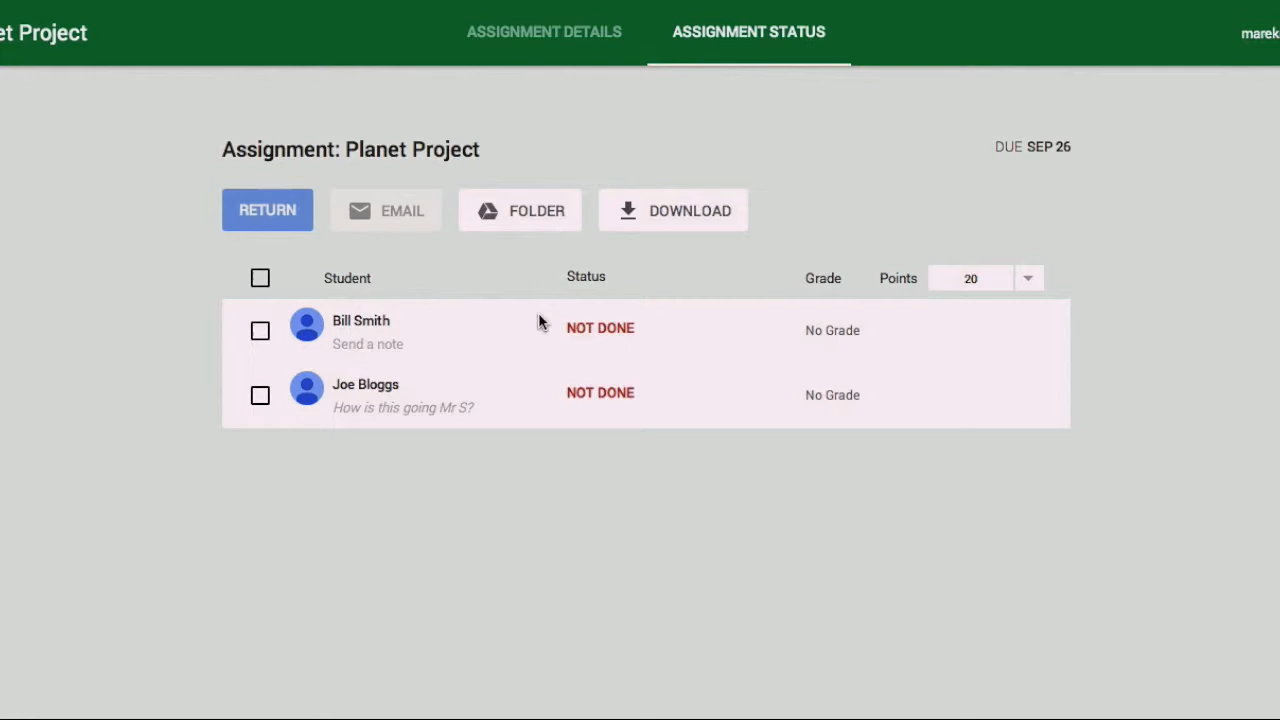 et Project
ASSIGNMENT DETAILS
ASSIGNMENT STATUS
marek
Assignment: Planet Project
DUE SEP 26
RETURN
EMAIL
FOLDER
DOWNLOAD
Student
Status
Grade
Points
20
Bill Smith
Send a note
NOT DONE
No Grade
Joe Bloggs
How is this going Mr S?
NOT DONE
No Grade